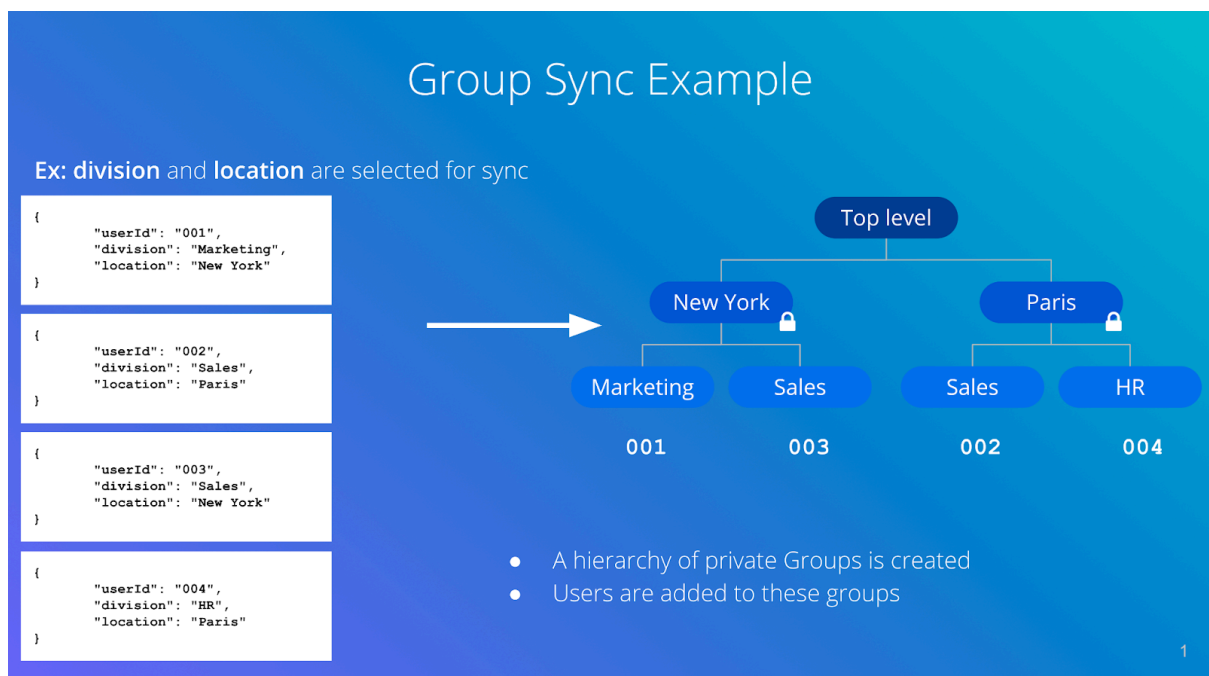 Group Sync Example
Ex: division and location are selected for sync
{
"userId": "001",
"division": "Marketing",
"location": "New York"
}
{
"userId": "002",
"division": "Sales",
"location": "Paris"
}
{
"userId": "003",
"division": "Sales",
"location": "New York"
}
{
"userId": "004",
"division": "HR",
"location": "Paris"
}
Top level
New York Paris
Marketing Sales Sales HR
001 003 002 004
● A hierarchy of private Groups is created
● Users are added to these groups
1